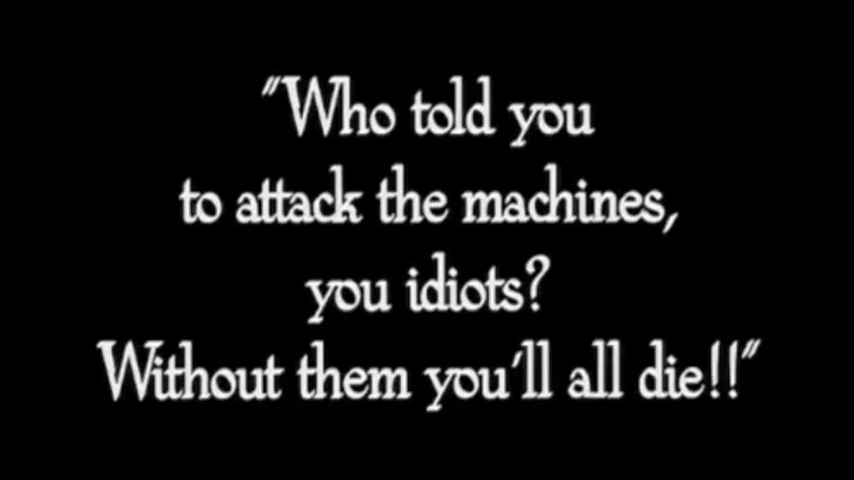 "Who told you
to attack the machines,
you idiots?
Without them you'll all die!!"